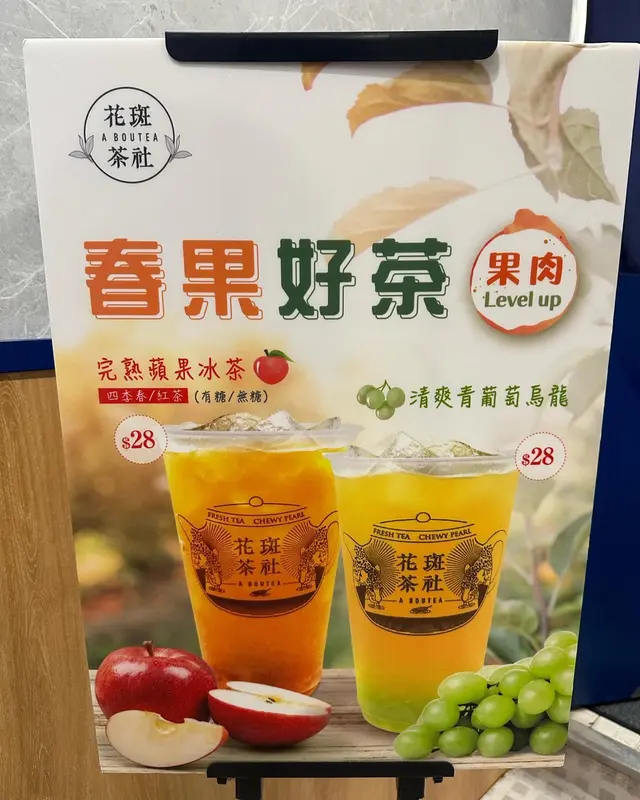 花斑
A BOUTEA
茶社
春果好茶
果肉
Level up
完熟蘋果冰茶
四季春/紅茶 (有糖/無糖)
$28
清爽青葡萄烏龍
$28
FRESH TEA CHEWY PEARL
花斑
茶社
A BOUTEA
FRESH TEA CHEWY PEARL
花斑
茶社
A BOUTEA